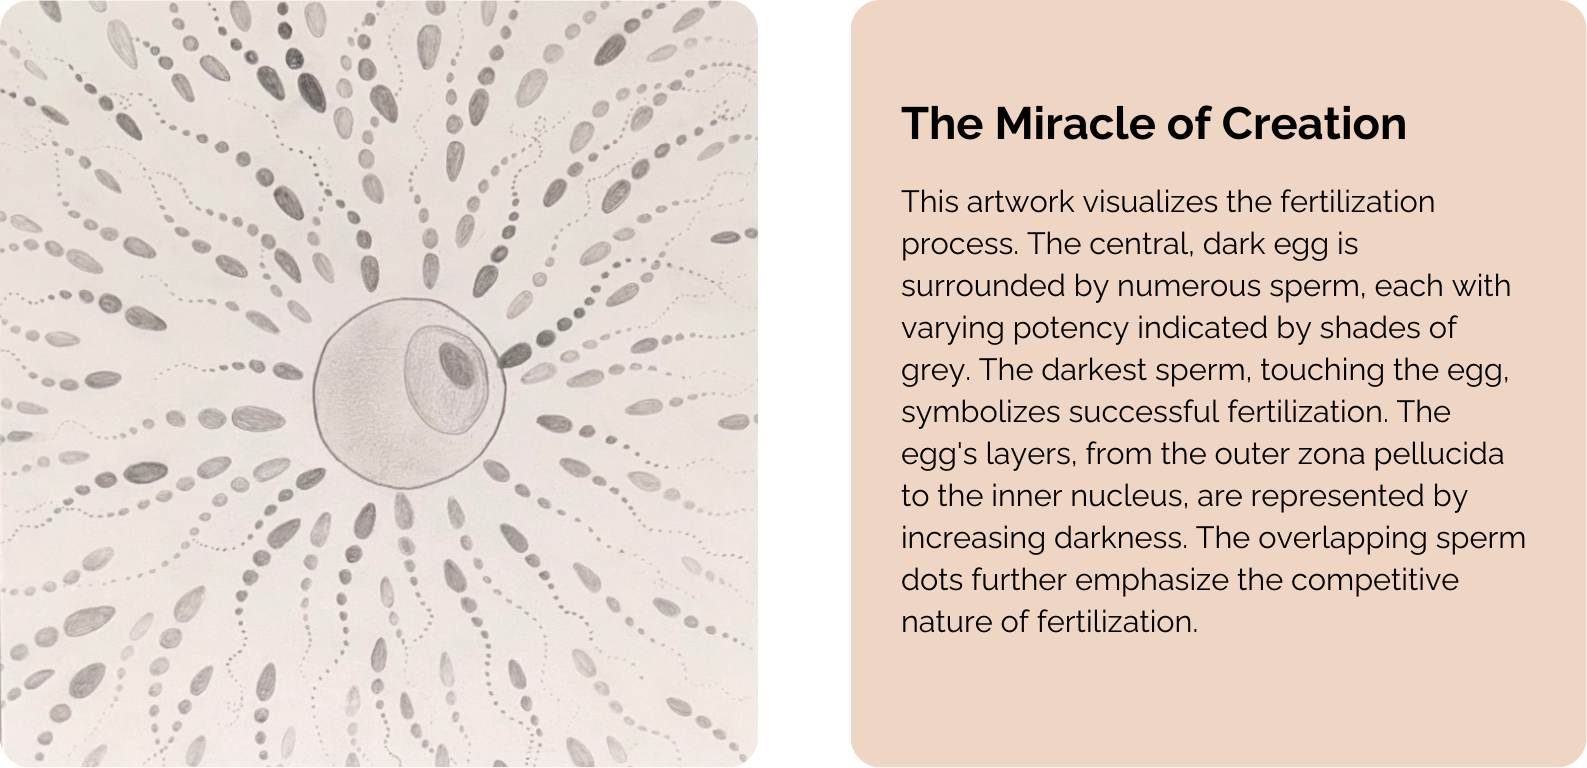 The Miracle of Creation
This artwork visualizes the fertilization
process. The central, dark egg is
surrounded by numerous sperm, each with
varying potency indicated by shades of
grey. The darkest sperm, touching the egg,
symbolizes successful fertilization. The
egg's layers, from the outer zona pellucida
to the inner nucleus, are represented by
increasing darkness. The overlapping sperm
dots further emphasize the competitive
nature of fertilization.